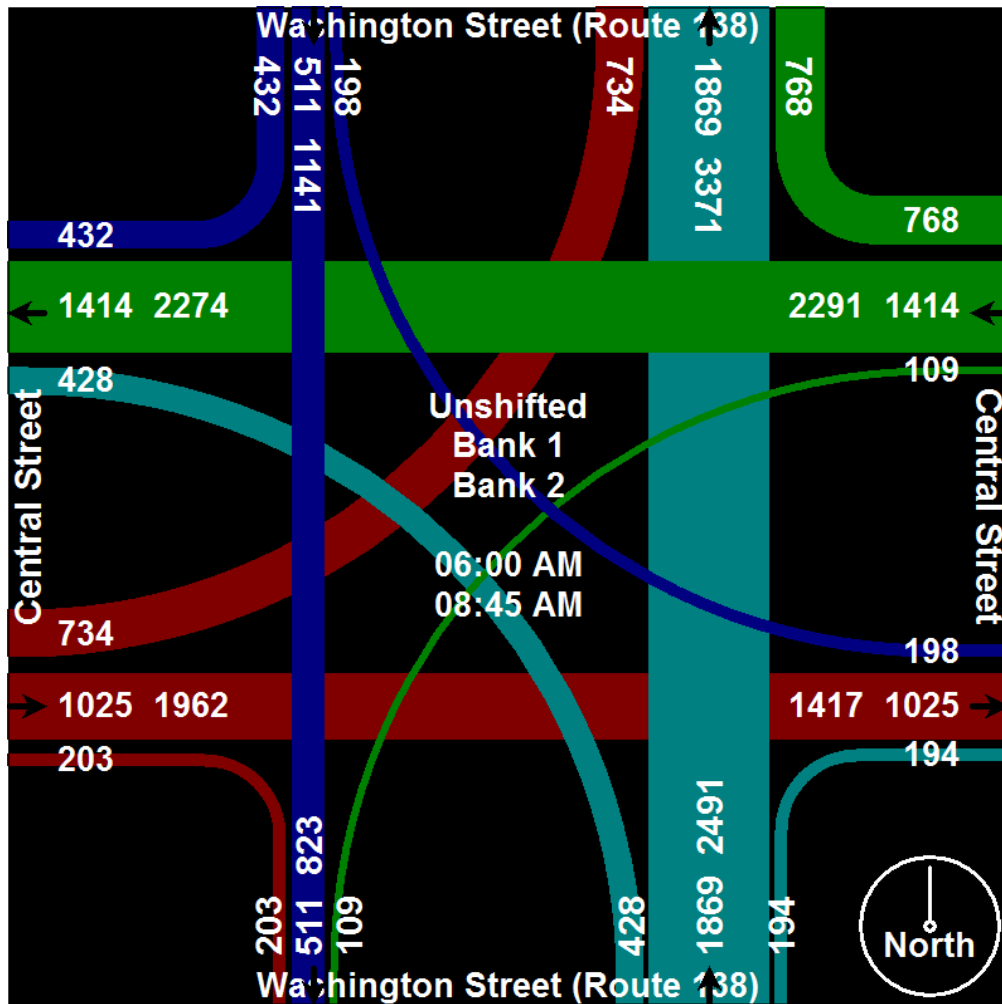 Washington Street (Route 138)
432
511 1141
198
734
1869 3371
768
432
768
1414 2274
2291 1414
428
109
Central Street
Unshifted
Bank 1
Bank 2
Central Street
06:00 AM
08:45 AM
734
198
1025 1962
1417 1025
203
194
203
511 823
109
428
1869 2491
194
North
Washington Street (Route 138)